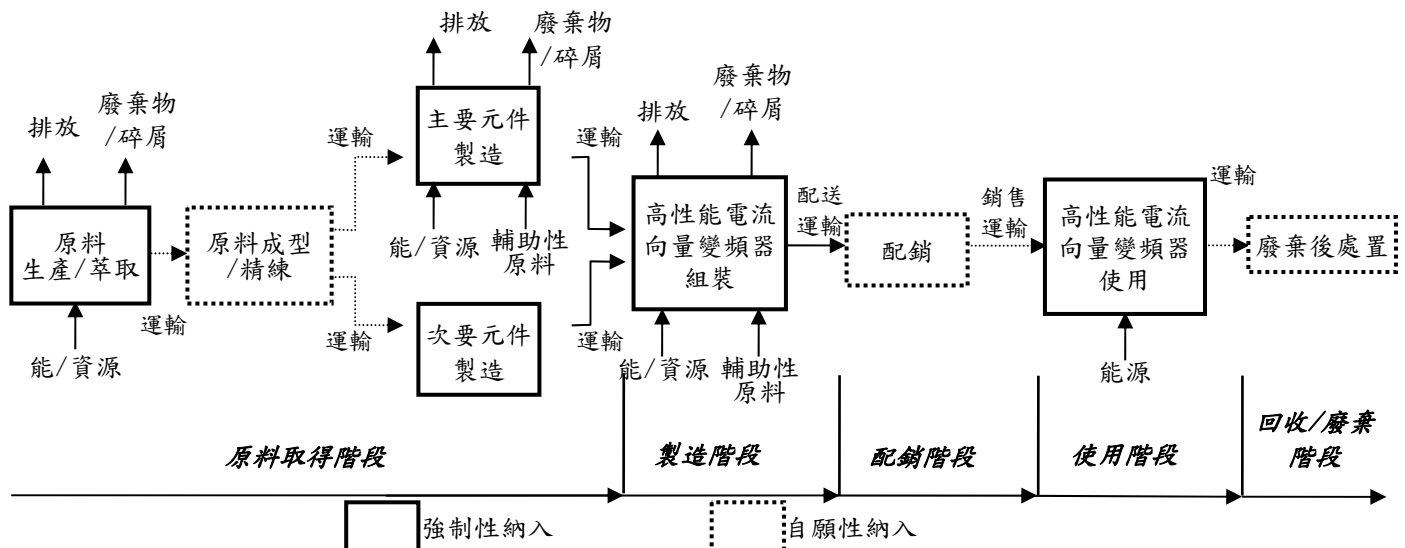 排放
廢棄物
/碎屑
原料
生產/萃取
能/資源
運輸
原料成型
/精練
運輸
運輸
排放
廢棄物
/碎屑
主要元件
製造
能/資源
輔助性
原料
次要元件
製造
運輸
運輸
排放
廢棄物
/碎屑
高性能電流
向量變頻器
組裝
能/資源
輔助性
原料
配送
運輸
配銷
銷售
運輸
高性能電流
向量變頻器
使用
能源
運輸
廢棄後處置
原料取得階段
製造階段
配銷階段
使用階段
回收/廢棄
階段
強制性納入
自願性納入